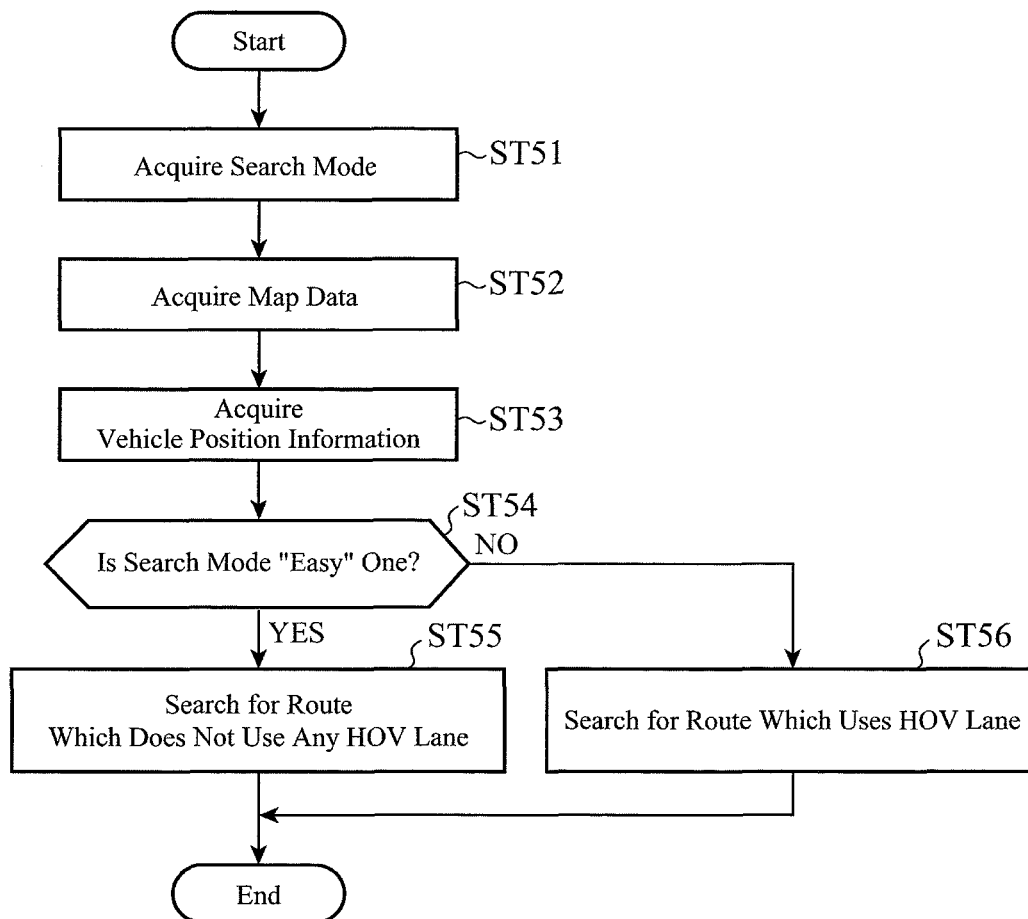 Start
Acquire Search Mode
ST51
Acquire Map Data
ST52
Acquire
Vehicle Position Information
ST53
ST54
Is Search Mode "Easy" One?
NO
YES
ST55
Search for Route
Which Does Not Use Any HOV Lane
ST56
Search for Route Which Uses HOV Lane
End